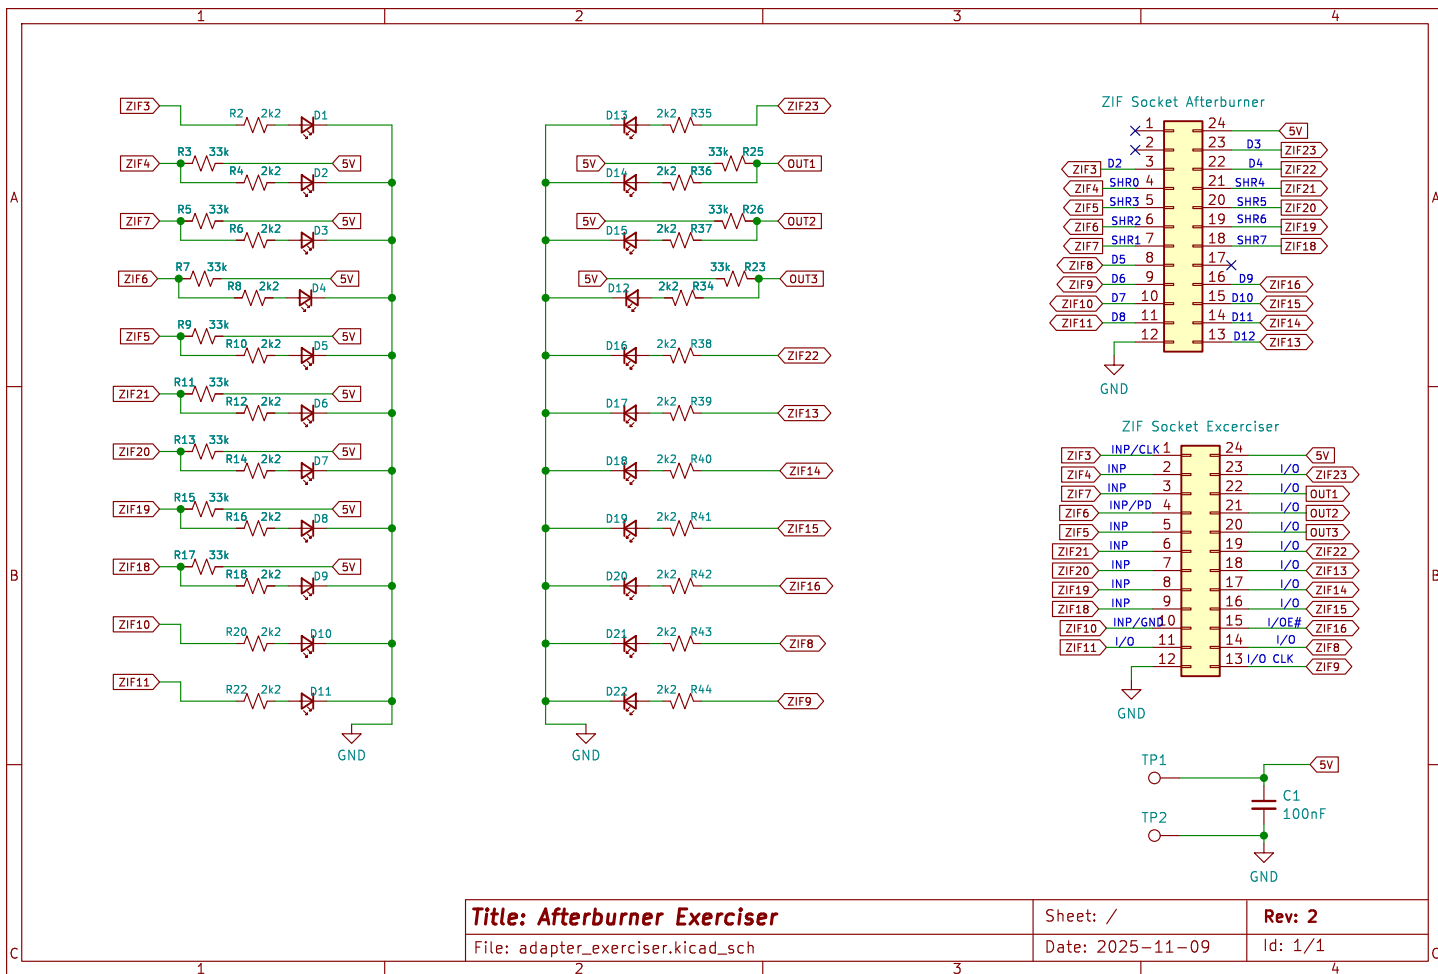 1 2 3 4
A
B
C
A
B
C
1 2 3 4
ZIF3 R2 2k2 D1
R3 33k
ZIF4 5V
R4 2k2 D2
R5 33k
ZIF7 5V
R6 2k2 D3
R7 33k
ZIF6 5V
R8 2k2 D4
R9 33k
ZIF5 5V
R10 2k2 D5
R11 33k
ZIF21 5V
R12 2k2 D6
R13 33k
ZIF20 5V
R14 2k2 D7
R15 33k
ZIF19 5V
R16 2k2 D8
R17 33k
ZIF18 5V
R18 2k2 D9
ZIF10
R20 2k2 D10
ZIF11
R22 2k2 D11
GND
D13 2k2 R35 ZIF23
33k R25
5V OUT1
D14 2k2 R36
33k R26
5V OUT2
D15 2k2 R37
33k R23
5V OUT3
D12 2k2 R34
D16 2k2 R38 ZIF22
D17 2k2 R39 ZIF13
D18 2k2 R40 ZIF14
D19 2k2 R41 ZIF15
D20 2k2 R42 ZIF16
D21 2k2 R43 ZIF8
D22 2k2 R44 ZIF9
GND
ZIF Socket Afterburner
1 24 5V
2 23 D3 ZIF23
ZIF3 D2 3 22 D4 ZIF22
ZIF4 SHR0 4 21 SHR4 ZIF21
ZIF5 SHR3 5 20 SHR5 ZIF20
ZIF6 SHR2 6 19 SHR6 ZIF19
ZIF7 SHR1 7 18 SHR7 ZIF18
ZIF8 D5 8 17
ZIF9 D6 9 16 D9 ZIF16
ZIF10 D7 10 15 D10 ZIF15
ZIF11 D8 11 14 D11 ZIF14
12 13 D12 ZIF13
GND
ZIF Socket Excerciser
ZIF3 INP/CLK 1 24 5V
ZIF4 INP 2 23 I/O ZIF23
ZIF7 INP 3 22 I/O OUT1
ZIF6 INP/PD 4 21 I/O OUT2
ZIF5 INP 5 20 I/O OUT3
ZIF21 INP 6 19 I/O ZIF22
ZIF20 INP 7 18 I/O ZIF13
ZIF19 INP 8 17 I/O ZIF14
ZIF18 INP 9 16 I/O ZIF15
ZIF10 INP/GND 10 15 I/OE# ZIF16
ZIF11 I/O 11 14 I/O ZIF8
12 13 I/O CLK ZIF9
GND
TP1 5V
C1
100nF
TP2
GND
Title: Afterburner Exerciser Sheet: / Rev: 2
File: adapter_exerciser.kicad_sch Date: 2025-11-09 Id: 1/1